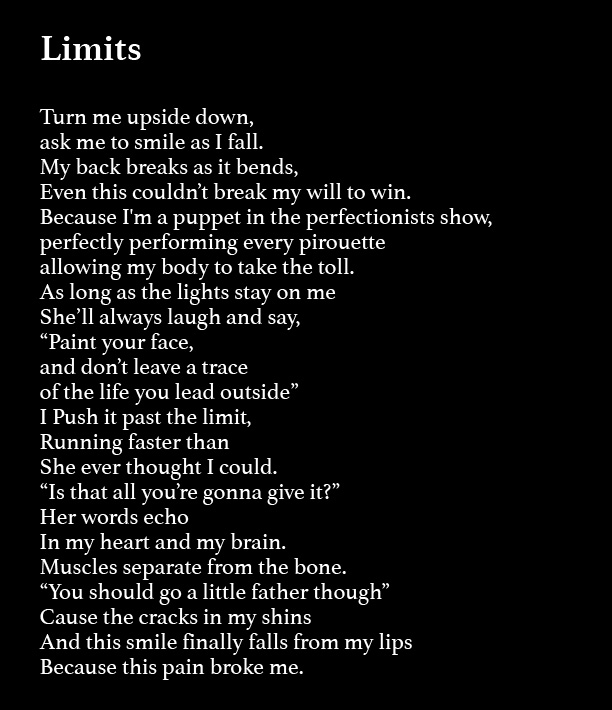 Limits
Turn me upside down,
ask me to smile as I fall.
My back breaks as it bends,
Even this couldn’t break my will to win.
Because I'm a puppet in the perfectionists show,
perfectly performing every pirouette
allowing my body to take the toll.
As long as the lights stay on me
She’ll always laugh and say,
“Paint your face,
and don’t leave a trace
of the life you lead outside”
I Push it past the limit,
Running faster than
She ever thought I could.
“Is that all you’re gonna give it?”
Her words echo
In my heart and my brain.
Muscles separate from the bone.
“You should go a little father though”
Cause the cracks in my shins
And this smile finally falls from my lips
Because this pain broke me.